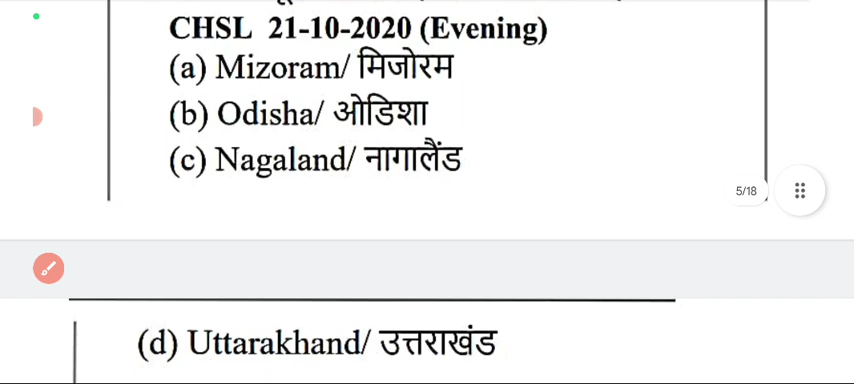 CHSL 21-10-2020 (Evening)
(a) Mizoram/ मिजोरम
(b) Odisha/ ओडिशा
(c) Nagaland/ नागालैंड
5/18
(d) Uttarakhand/ उत्तराखंड